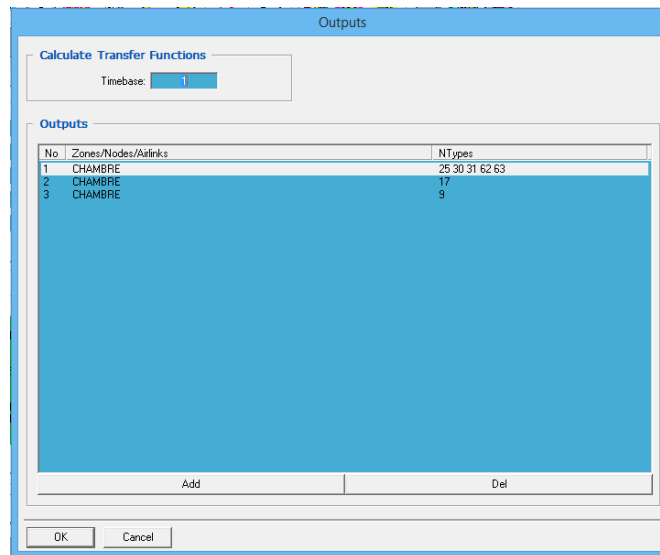 Outputs
Calculate Transfer Functions
Timebase: 1
Outputs
No Zones/Nodes/Airlinks NTypes
1 CHAMBRE 25 30 31 62 63
2 CHAMBRE 17
3 CHAMBRE 9
Add Del
OK Cancel